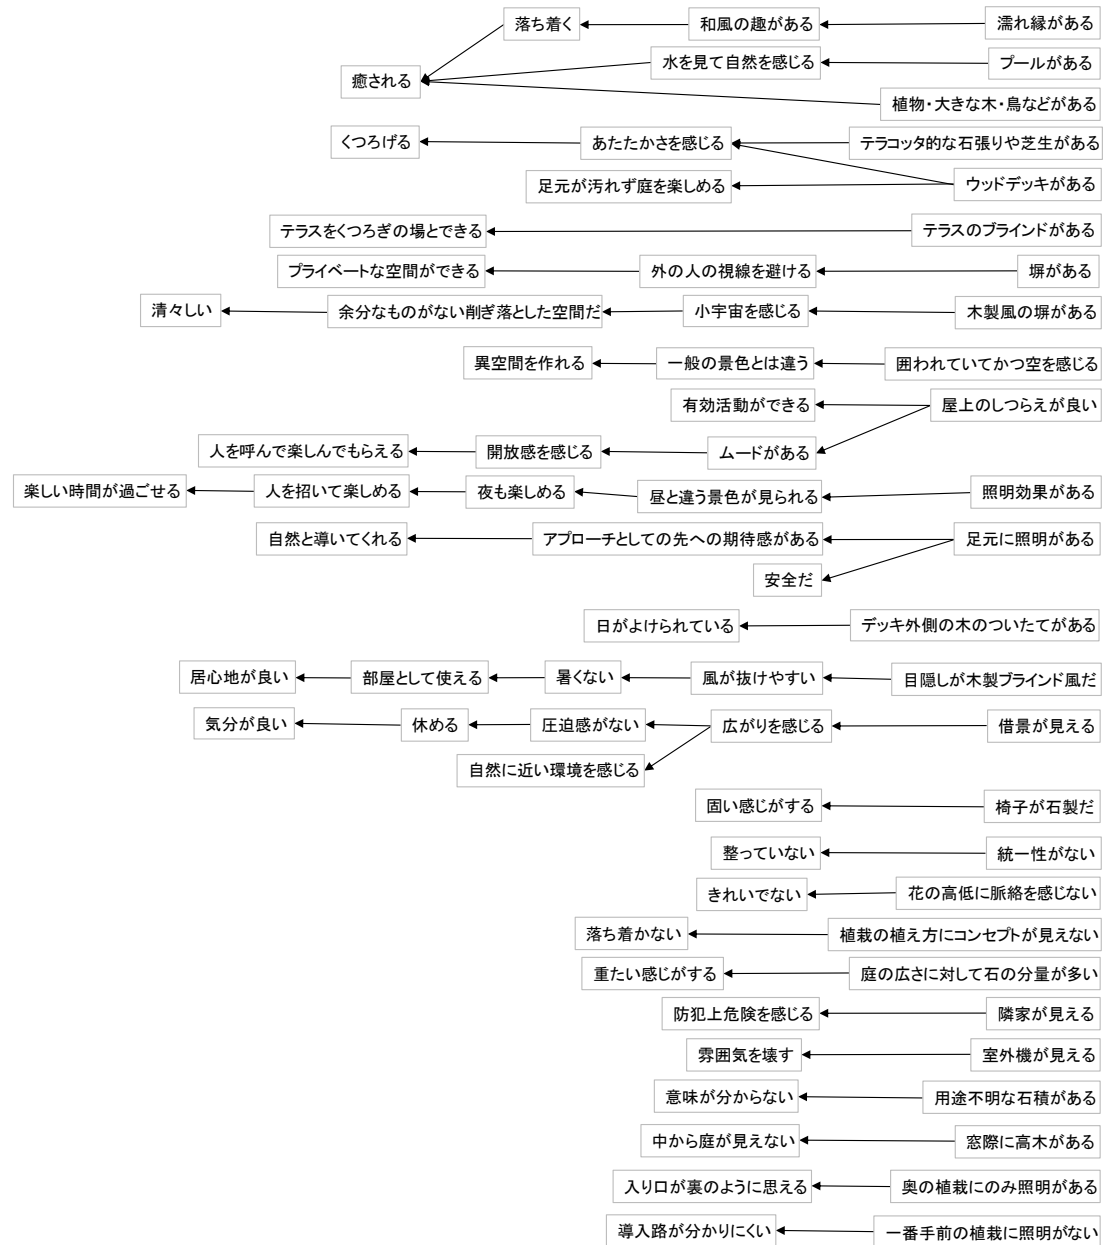 落ち着く
和風の趣がある
濡れ縁がある
癒される
水を見て自然を感じる
プールがある
植物・大きな木・鳥などがある
くつろげる
あたたかさを感じる
テラコッタ的な石張りや芝生がある
足元が汚れず庭を楽しめる
ウッドデッキがある
テラスをくつろぎの場とできる
テラスのブラインドがある
プライベートな空間ができる
外の人の視線を避ける
塀がある
清々しい
余分なものがない削ぎ落とした空間だ
小宇宙を感じる
木製風の塀がある
異空間を作れる
一般の景色とは違う
囲われていてかつ空を感じる
有効活動ができる
屋上のしつらえが良い
人を呼んで楽しんでもらえる
開放感を感じる
ムードがある
楽しい時間が過ごせる
人を招いて楽しめる
夜も楽しめる
昼と違う景色が見られる
照明効果がある
自然と導いてくれる
アプローチとしての先への期待感がある
足元に照明がある
安全だ
日がよけられている
デッキ外側の木のついたてがある
居心地が良い
部屋として使える
暑くない
風が抜けやすい
目隠しが木製ブラインド風だ
気分が良い
休める
圧迫感がない
広がりを感じる
借景が見える
自然に近い環境を感じる
固い感じがする
椅子が石製だ
整っていない
統一性がない
きれいでない
花の高低に脈絡を感じない
落ち着かない
植栽の植え方にコンセプトが見えない
重たい感じがする
庭の広さに対して石の分量が多い
防犯上危険を感じる
隣家が見える
雰囲気を壊す
室外機が見える
意味が分からない
用途不明な石積がある
中から庭が見えない
窓際に高木がある
入り口が裏のように思える
奥の植栽にのみ照明がある
導入路が分かりにくい
一番手前の植栽に照明がない